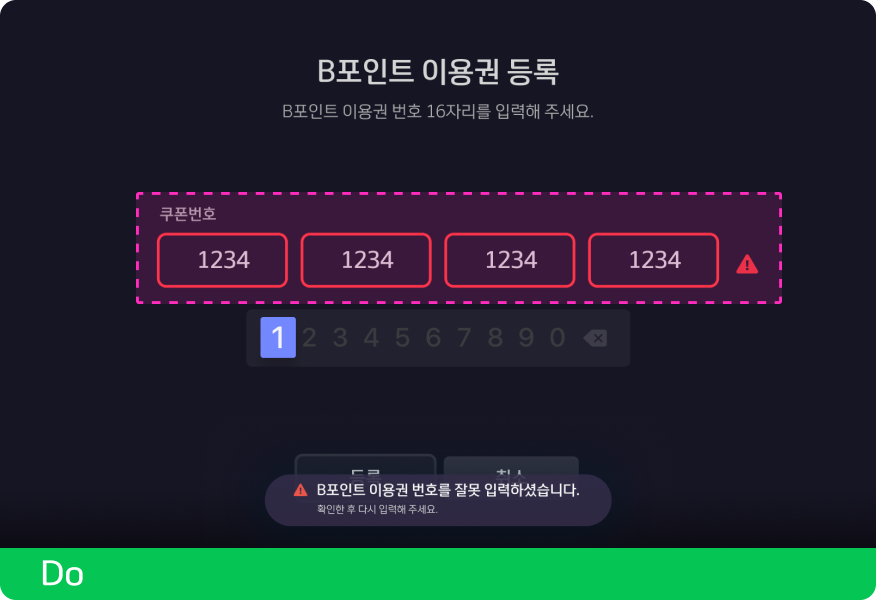 B포인트 이용권 등록
B포인트 이용권 번호 16자리를 입력해 주세요.
쿠폰번호
1234 1234 1234 1234
1 2 3 4 5 6 7 8 9 0
등록 취소
B포인트 이용권 번호를 잘못 입력하셨습니다.
확인한 후 다시 입력해 주세요.
Do